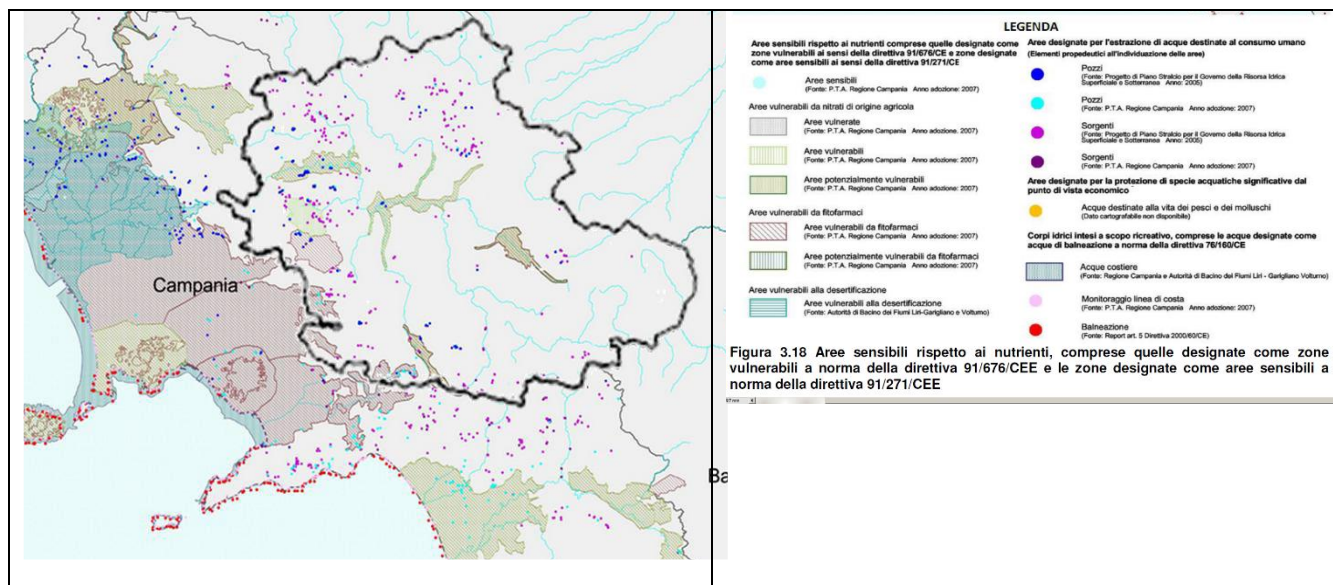 Campania
Ba
LEGENDA
Aree sensibili rispetto ai nutrienti comprese quelle designate come
zone vulnerabili ai sensi della direttiva 91/676/CE e zone designate
come aree sensibili ai sensi della direttiva 91/271/CE
Aree sensibili
(Fonte: P.T.A. Regione Campania Anno adozione: 2007)
Aree vulnerabili da nitrati di origine agricola
Aree vulnerate
(Fonte: P.T.A. Regione Campania Anno adozione: 2007)
Aree vulnerabili
(Fonte: P.T.A. Regione Campania Anno adozione: 2007)
Aree potenzialmente vulnerabili
(Fonte: P.T.A. Regione Campania Anno adozione: 2007)
Aree vulnerabili da fitofarmaci
Aree vulnerabili da fitofarmaci
(Fonte: P.T.A. Regione Campania Anno adozione: 2007)
Aree potenzialmente vulnerabili da fitofarmaci
(Fonte: P.T.A. Regione Campania Anno adozione: 2007)
Aree vulnerabili alla desertificazione
Aree vulnerabili alla desertificazione
(Fonte: Autorità di Bacino dei Fiumi Liri-Garigliano e Volturno)
Aree designate per l'estrazione di acque destinate al consumo umano
(Elementi propedeutici all'individuazione delle aree)
Pozzi
(Fonte: Progetto di Piano Stralcio per il Governo della Risorsa Idrica
Superficiale e Sotterranea Anno: 2005)
Pozzi
(Fonte: P.T.A. Regione Campania Anno adozione: 2007)
Sorgenti
(Fonte: Progetto di Piano Stralcio per il Governo della Risorsa Idrica
Superficiale e Sotterranea Anno: 2005)
Sorgenti
(Fonte: P.T.A. Regione Campania Anno adozione: 2007)
Aree designate per la protezione di specie acquatiche significative dal
punto di vista economico
Acque destinate alla vita dei pesci e dei molluschi
(Dato cartografabile non disponibile)
Corpi idrici intesi a scopo ricreativo, comprese le acque designate come
acque di balneazione a norma della direttiva 76/160/CE
Acque costiere
(Fonte: Regione Campania e Autorità di Bacino dei Fiumi Liri - Garigliano Volturno)
Monitoraggio linea di costa
(Fonte: P.T.A. Regione Campania Anno adozione: 2007)
Balneazione
(Fonte: Report art. 5 Direttiva 2000/60/CE)
Figura 3.18 Aree sensibili rispetto ai nutrienti, comprese quelle designate come zone
vulnerabili a norma della direttiva 91/676/CEE e le zone designate come aree sensibili a
norma della direttiva 91/271/CEE